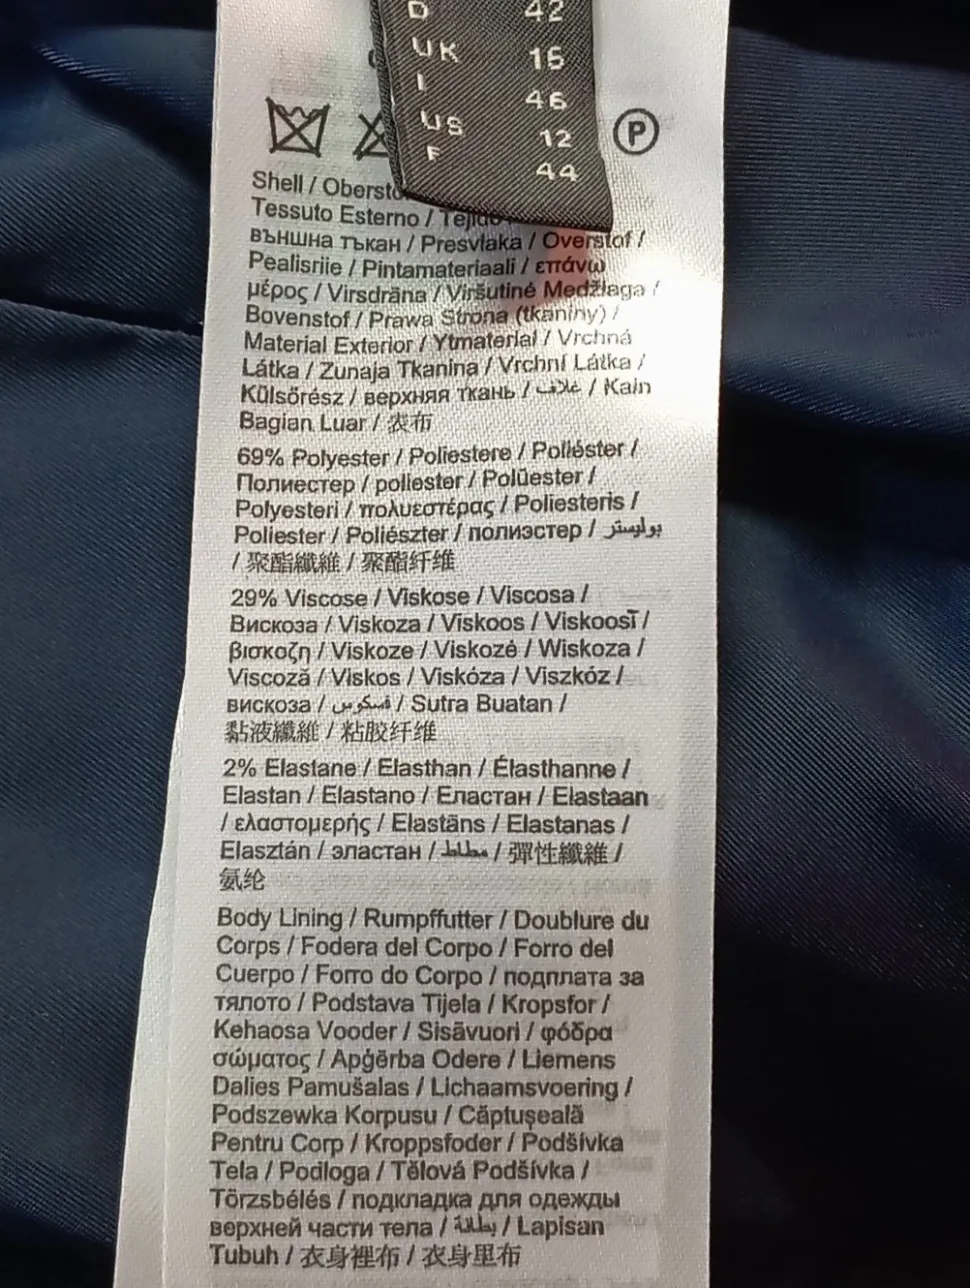 D 42
UK 16
I 46
US 12
F 44
P
Shell / Oberstof
Tessuto Esterno / Tejido
външна тъкан / Presvlaka / Overstof /
Pealisriie / Pintamateriaali / επάνω
μέρος / Virsdrāna / Viršutinė Medžiaga /
Bovenstof / Prawa Strona (tkaniny) /
Material Exterior / Ytmaterial / Vrchná
Látka / Zunaja Tkanina / Vrchní Látka /
Külsőrész / верхняя ткань / غلاف / Kain
Bagian Luar / 表布
69% Polyester / Poliestere / Poliéster /
Полиестер / poliester / Polüester /
Polyesteri / πολυεστέρας / Poliesteris /
Poliester / Poliészter / полиэстер / بوليستر
/ 聚酯纖維 / 聚酯纤维
29% Viscose / Viskose / Viscosa /
Вискоза / Viskoza / Viskoos / Viskoosī /
βισκοζη / Viskoze / Viskozė / Wiskoza /
Viscoză / Viskos / Viskóza / Viszkóz /
вискоза / فسكوس / Sutra Buatan /
黏液纖維 / 粘胶纤维
2% Elastane / Elasthan / Élasthanne /
Elastan / Elastano / Еластан / Elastaan
/ ελαστομερής / Elastāns / Elastanas /
Elasztán / эластан / مطاط / 彈性纖維 /
氨纶
Body Lining / Rumpffutter / Doublure du
Corps / Fodera del Corpo / Forro del
Cuerpo / Forro do Corpo / подплата за
тялото / Podstava Tijela / Kropsfor /
Kehaosa Vooder / Sisävuori / φόδρα
σώματος / Apģērba Odere / Liemens
Dalies Pamušalas / Lichaamsvoering /
Podszewka Korpusu / Căptușeală
Pentru Corp / Kroppsfoder / Podšívka
Tela / Podloga / Tělová Podšívka /
Törzsbélés / подкладка для одежды
верхней части тела / بطانة / Lapisan
Tubuh / 衣身裡布 / 衣身里布